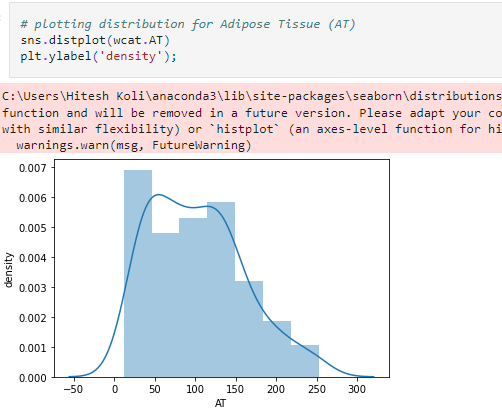 # plotting distribution for Adipose Tissue (AT)
sns.distplot(wcat.AT)
plt.ylabel('density');
C:\Users\Hitesh Koli\anaconda3\lib\site-packages\seaborn\distributions
function and will be removed in a future version. Please adapt your co
with similar flexibility) or `histplot` (an axes-level function for hi
warnings.warn(msg, FutureWarning)
0.007
0.006
0.005
0.004
0.003
0.002
0.001
0.000
density
−50 0 50 100 150 200 250 300
AT